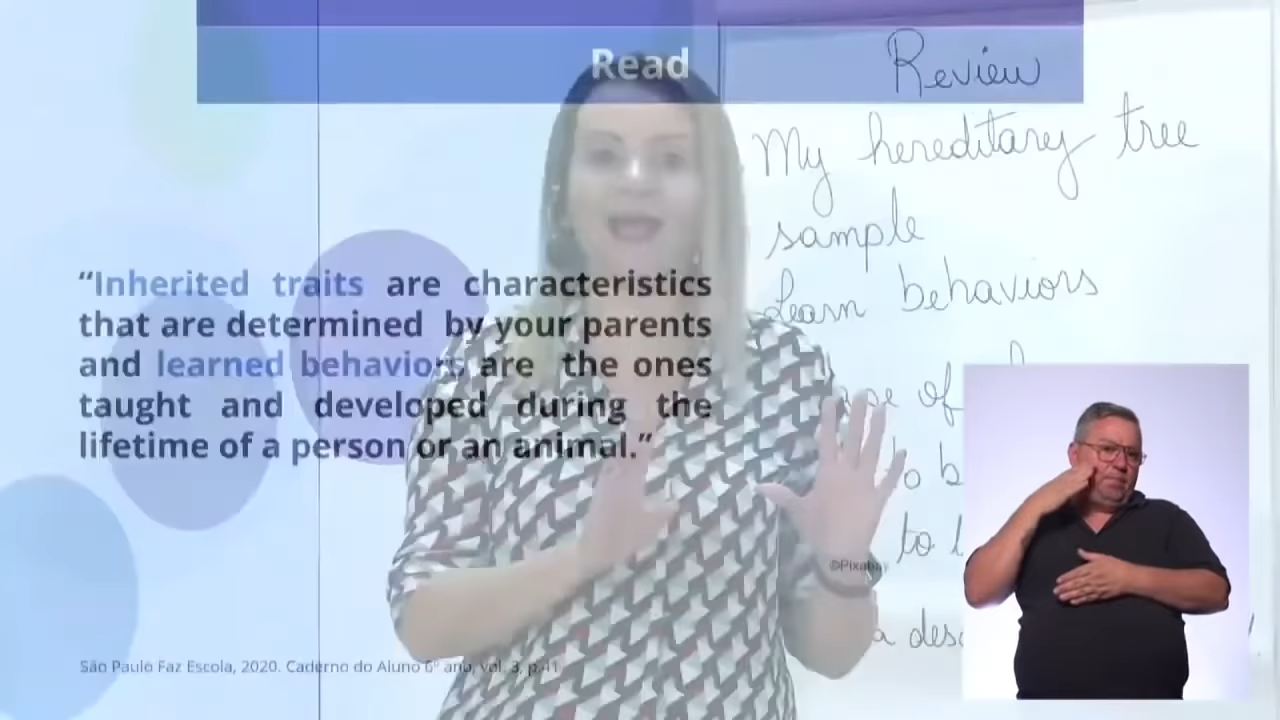 Read
"Inherited traits are characteristics
that are determined by your parents
and learned behaviors are the ones
taught and developed during the
lifetime of a person or an animal."
São Paulo Faz Escola, 2020. Caderno do Aluno 6º ano, vol. 3, p.41
Review
My hereditary tree
sample
Learn behaviors
of
to
©Pixabay